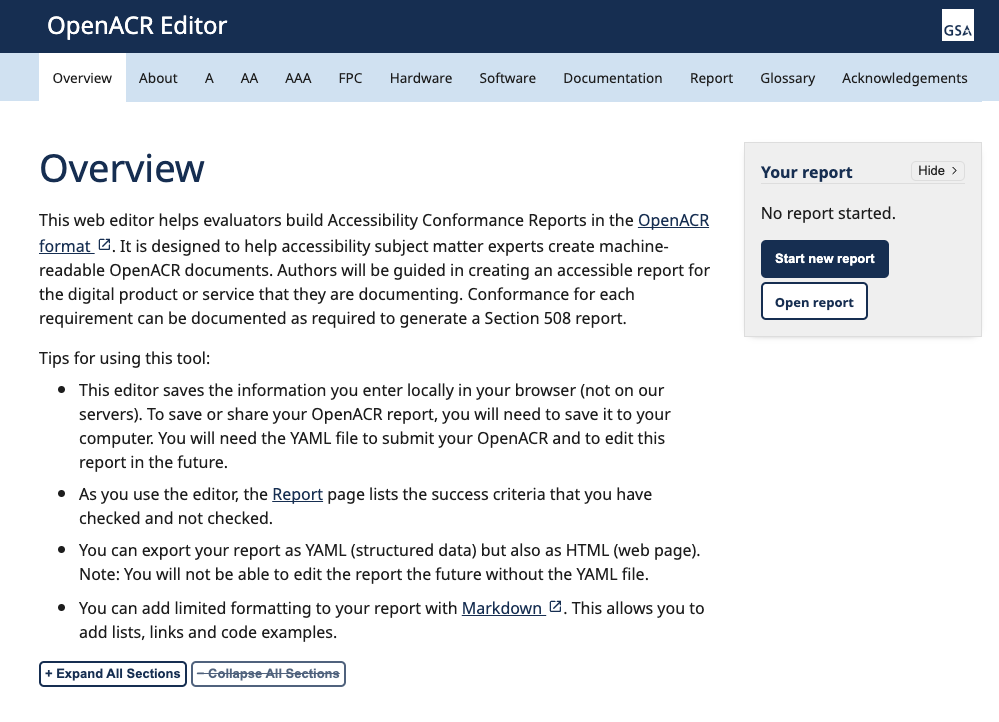 OpenACR Editor
GSA
Overview About A AA AAA FPC Hardware Software Documentation Report Glossary Acknowledgements
Overview
This web editor helps evaluators build Accessibility Conformance Reports in the OpenACR
format . It is designed to help accessibility subject matter experts create machine-
readable OpenACR documents. Authors will be guided in creating an accessible report for
the digital product or service that they are documenting. Conformance for each
requirement can be documented as required to generate a Section 508 report.
Tips for using this tool:
• This editor saves the information you enter locally in your browser (not on our
servers). To save or share your OpenACR report, you will need to save it to your
computer. You will need the YAML file to submit your OpenACR and to edit this
report in the future.
• As you use the editor, the Report page lists the success criteria that you have
checked and not checked.
• You can export your report as YAML (structured data) but also as HTML (web page).
Note: You will not be able to edit the report the future without the YAML file.
• You can add limited formatting to your report with Markdown . This allows you to
add lists, links and code examples.
+ Expand All Sections − Collapse All Sections
Your report
Hide >
No report started.
Start new report
Open report